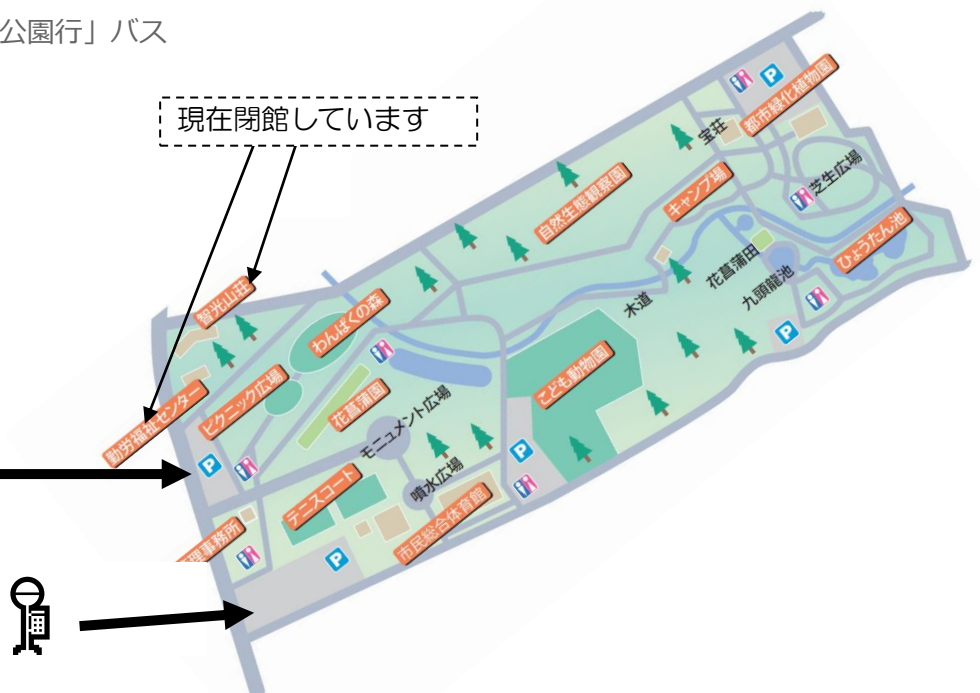 公園行」バス
現在閉館しています
都市緑化植物園
宝荘
芝生広場
キャンプ場
自然生態観察園
ひょうたん池
花菖蒲田
九頭龍池
木道
智光山荘
わんぱくの森
こども動物園
ピクニック広場
勤労福祉センター
花菖蒲園
モニュメント広場
噴水広場
テニスコート
市民総合体育館
理事務所
P
P
P
P
P